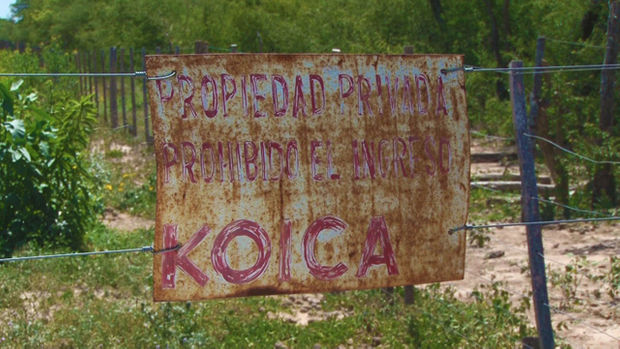 PROPIEDAD PRIVADA
PROHIBIDO EL INGRESO
KOICA